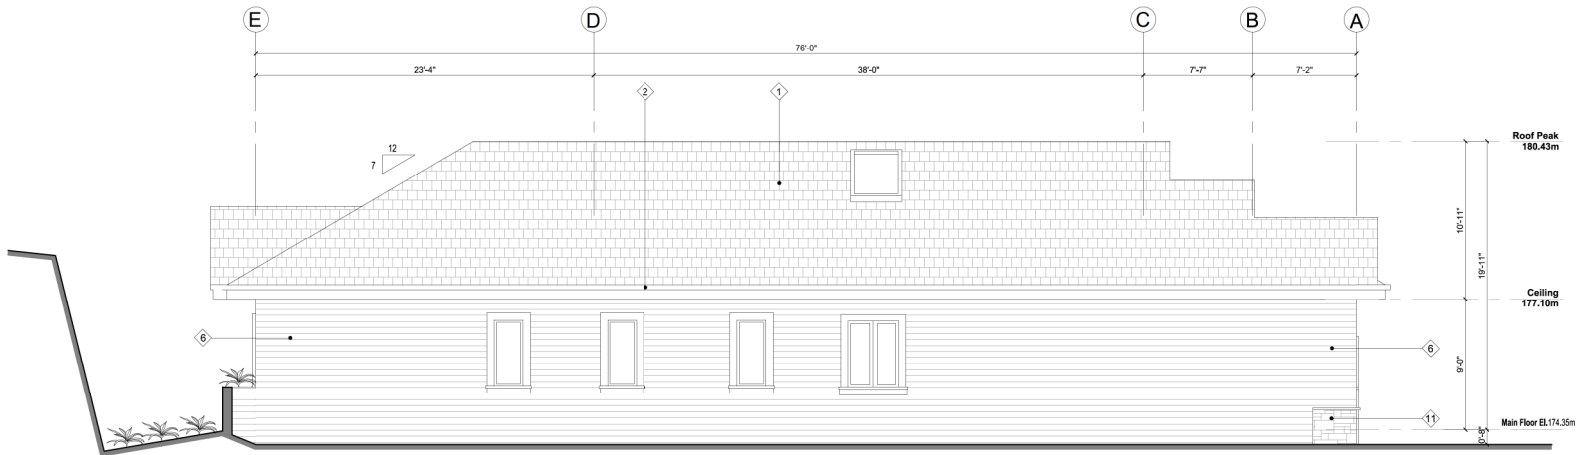 E D C B A
76'-0"
23'-4" 38'-0" 7'-7" 7'-2"
2 1
12
7
Roof Peak
180.43m
10'-11"
19'-11"
Ceiling
177.10m
6 6
9'-0"
11
Main Floor El.174.35m
0'-8"